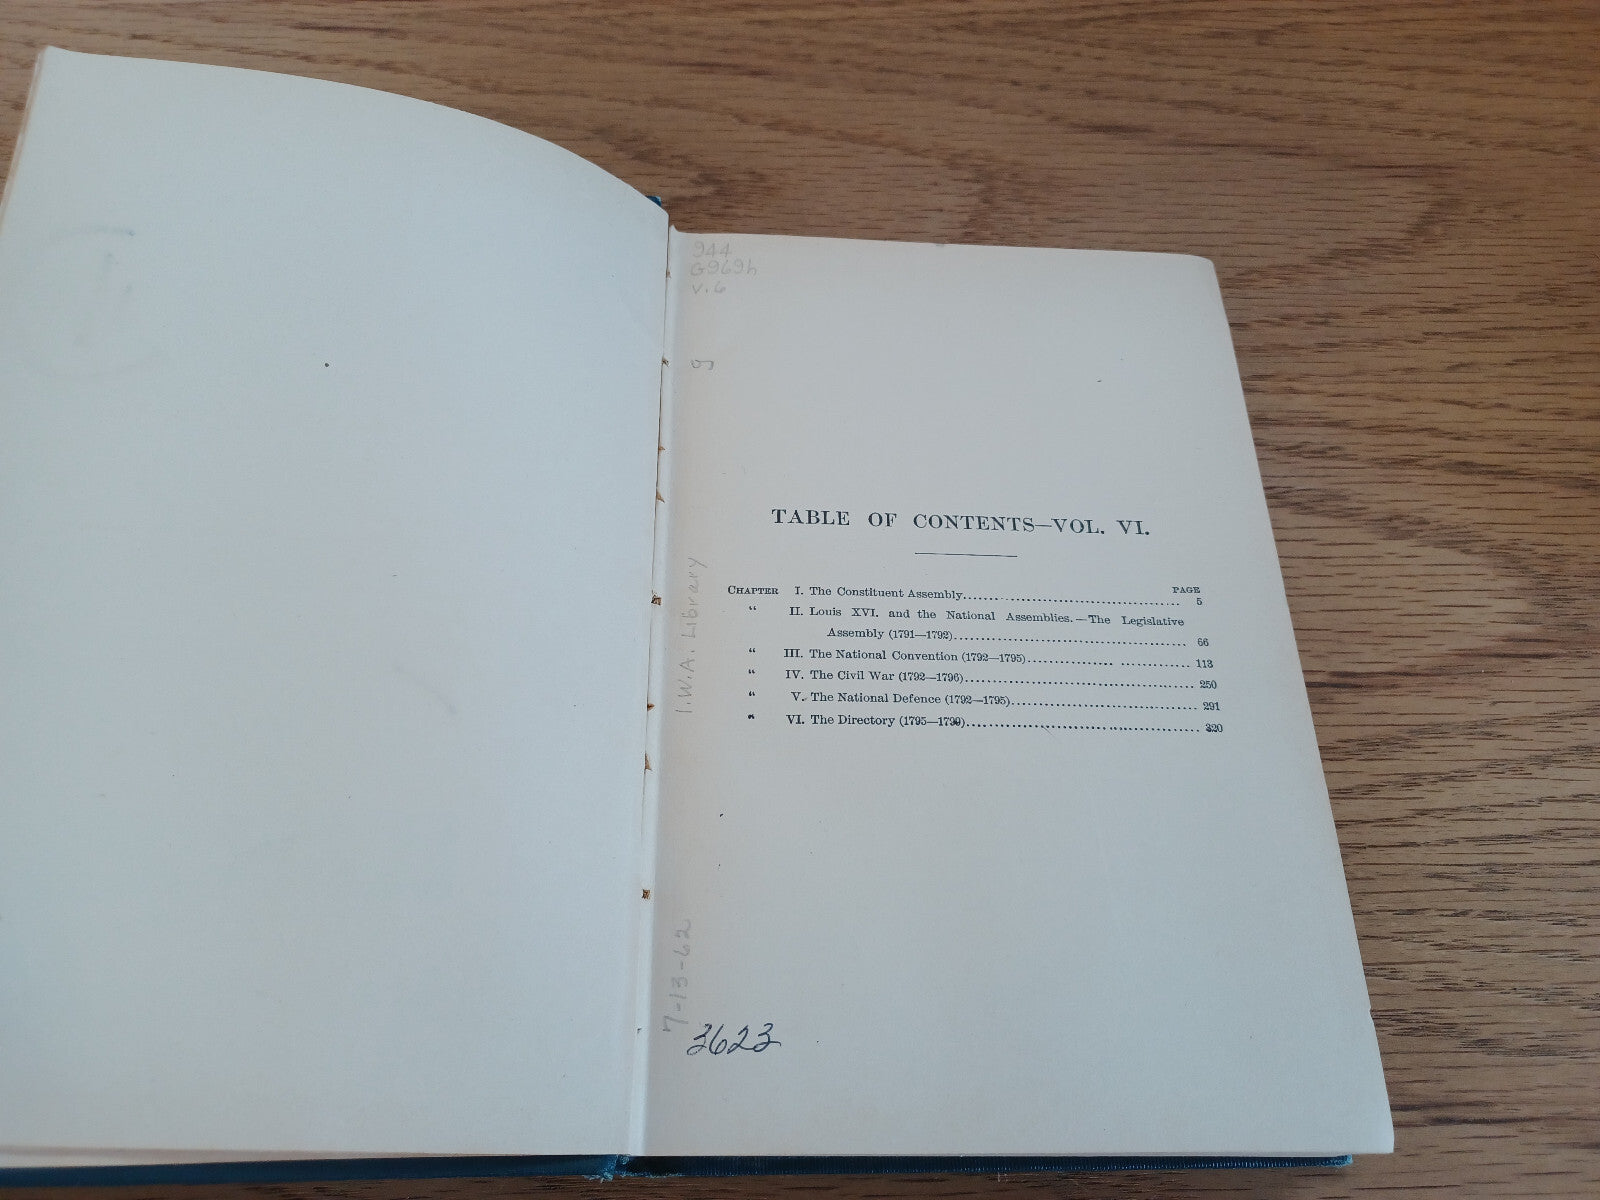 944
G969h
v.6
g
TABLE OF CONTENTS—VOL. VI.
PAGE
CHAPTER I. The Constituent Assembly.......................................... 5
“ II. Louis XVI. and the National Assemblies.—The Legislative
Assembly (1791—1792)............................................. 66
“ III. The National Convention (1792—1795)................ ............. 113
“ IV. The Civil War (1792—1796)............................................. 250
“ V. The National Defence (1792—1795).................................... 291
“ VI. The Directory (1795—1799)............................................. 320
I.W.A. Library
7-13-62
3623